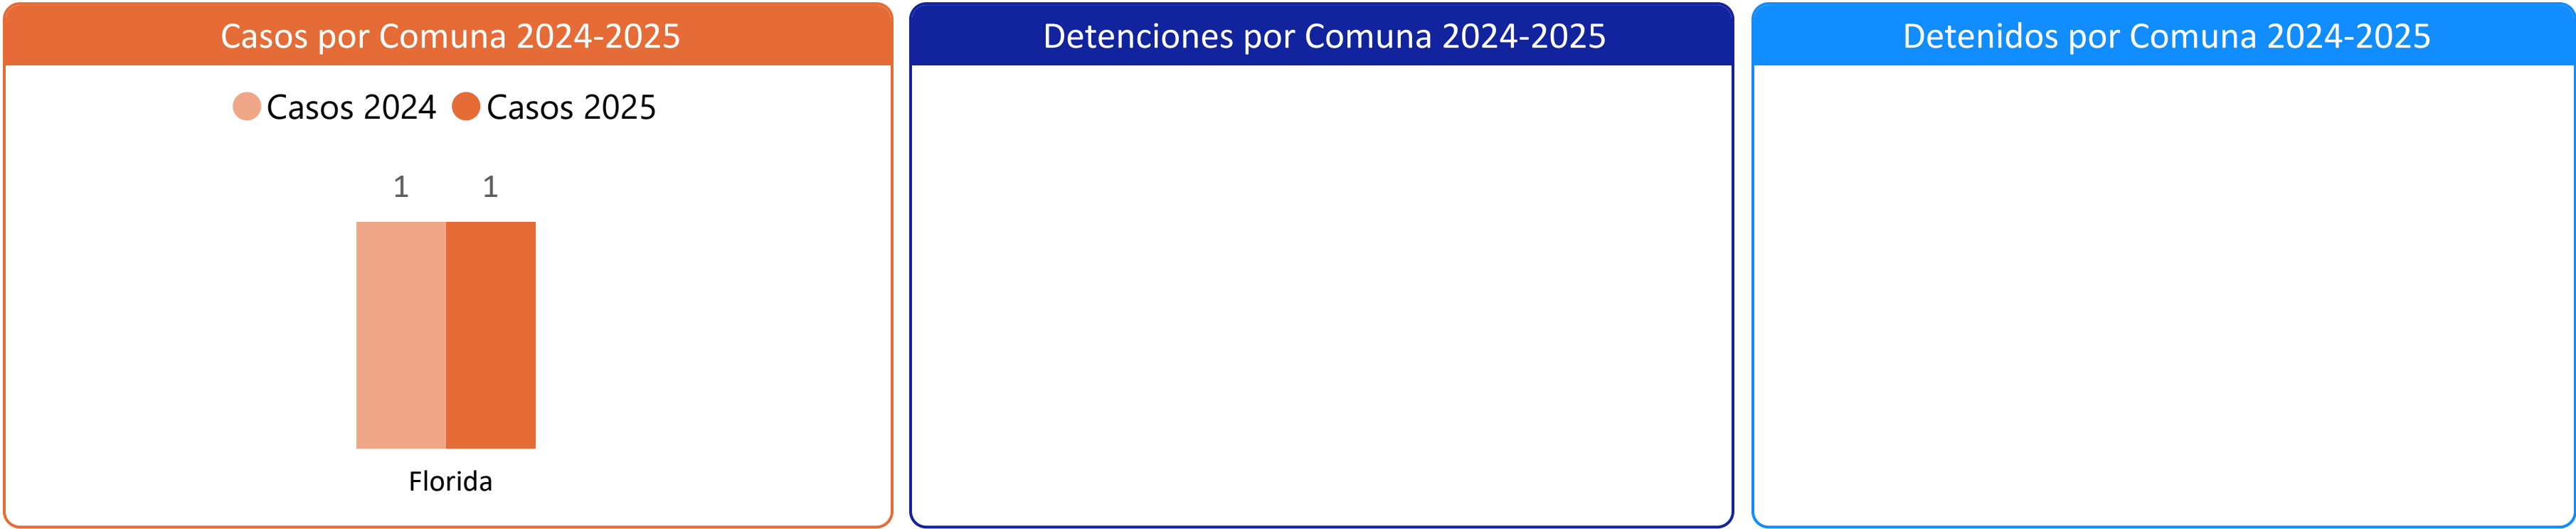 Casos por Comuna 2024-2025
Casos 2024 Casos 2025
1 1
Florida
Detenciones por Comuna 2024-2025
Detenidos por Comuna 2024-2025